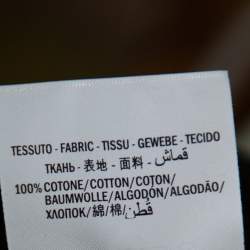 TESSUTO - FABRIC - TISSU - GEWEBE - TECIDO
ТКАНЬ - 表地 - 面料 - قماش
100% COTONE/COTTON/COTON/
BAUMWOLLE/ALGODÓN/ALGODÃO/
ХЛОПОК/綿/棉/قطن